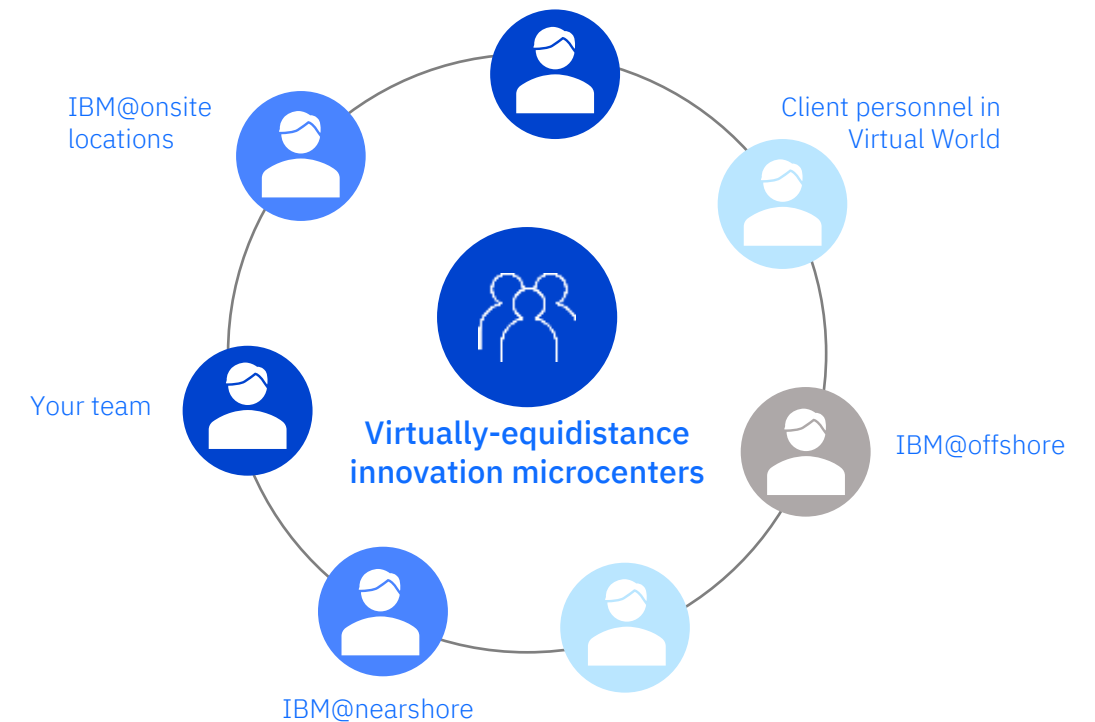 IBM@onsite
locations
Client personnel in
Virtual World
Your team
Virtually-equidistance
innovation microcenters
IBM@offshore
IBM@nearshore